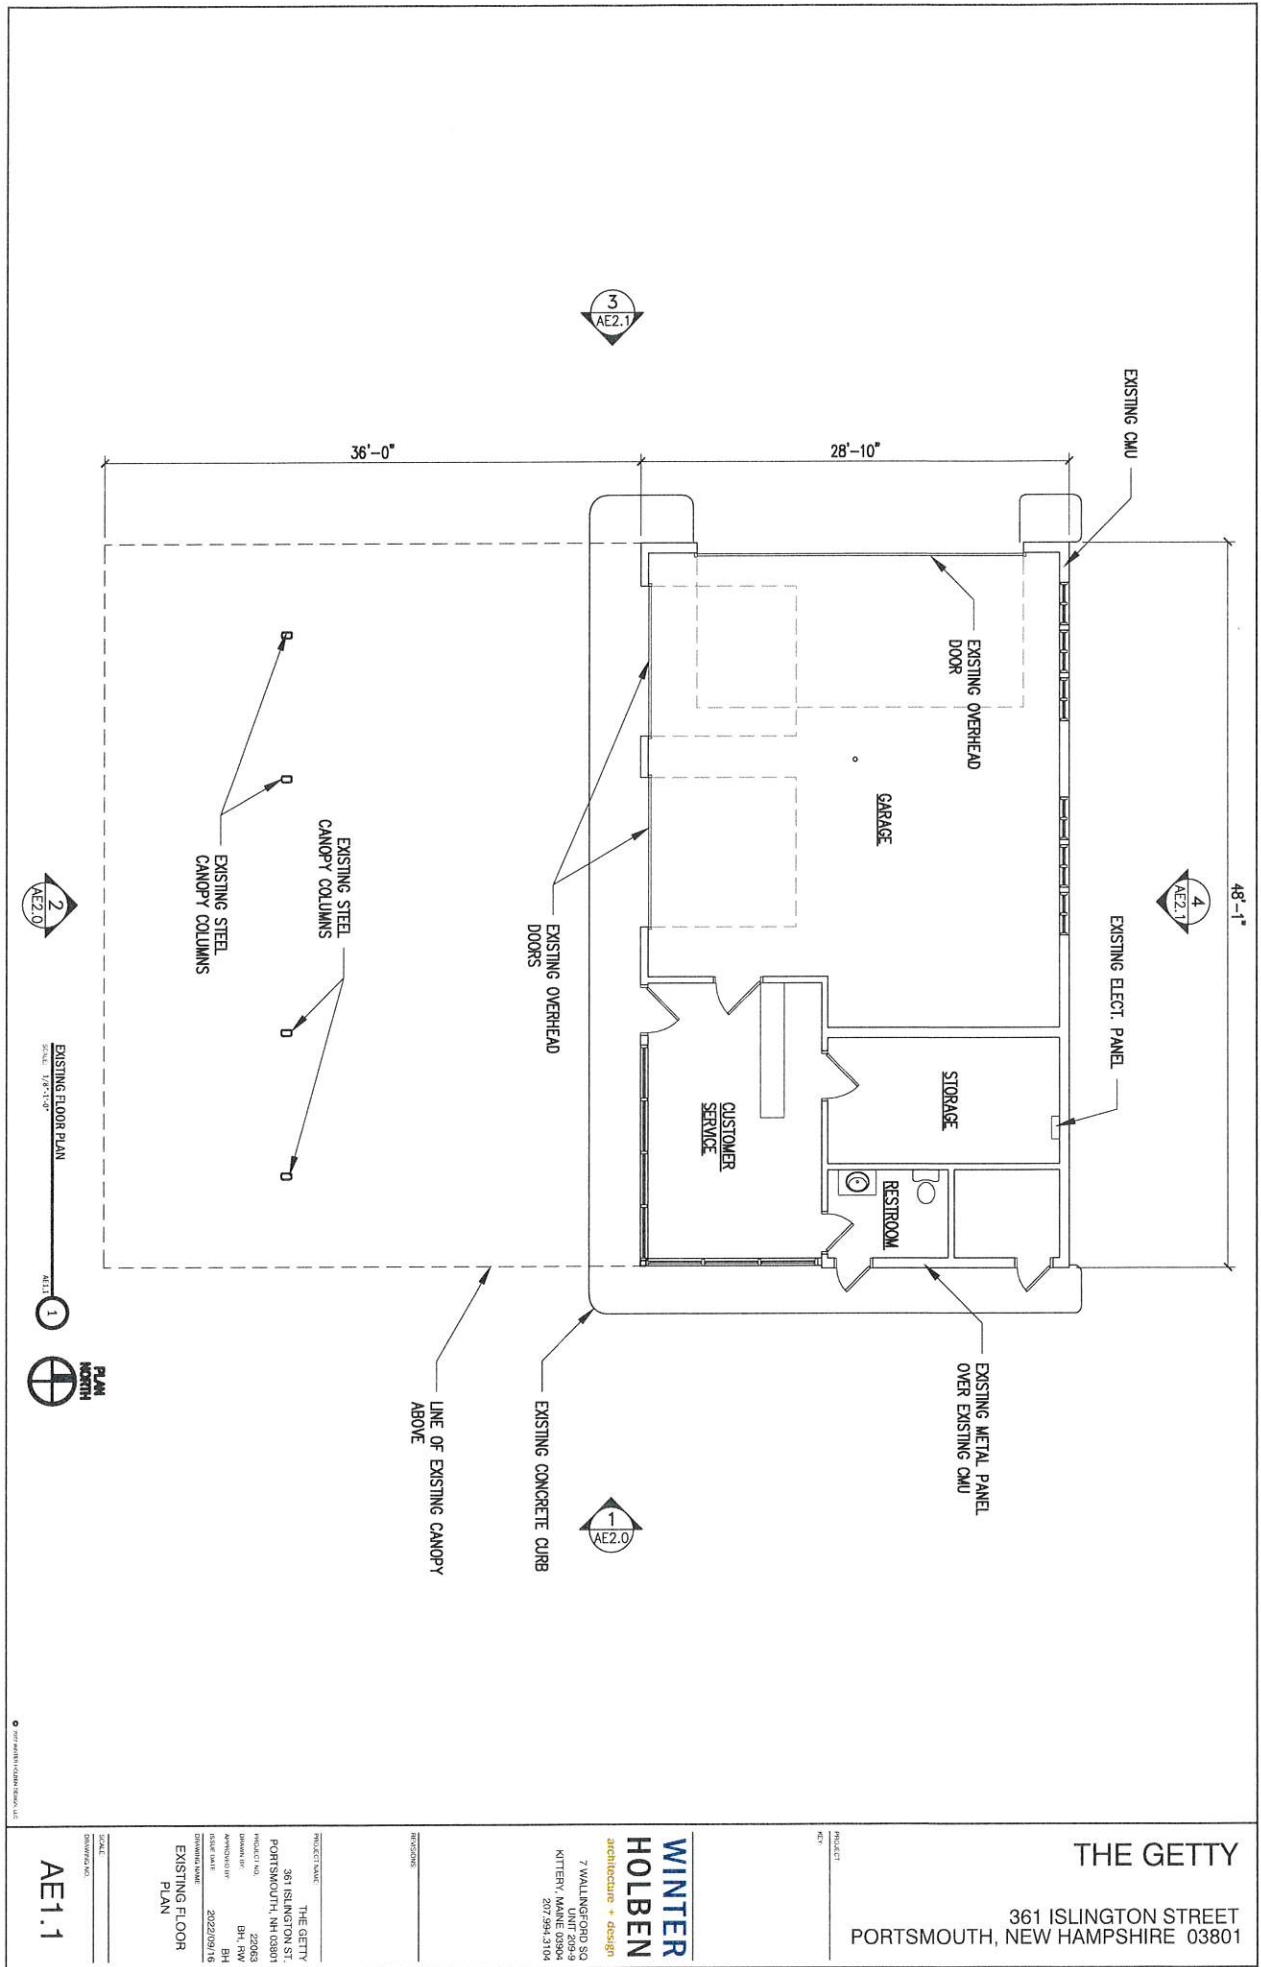 THE GETTY
361 ISLINGTON STREET
PORTSMOUTH, NEW HAMPSHIRE 03801
PROJECT
KEY:
WINTER
HOLBEN
architecture + design
7 WALLINGFORD SQ
UNIT 209-9
KITTERY, MAINE 03904
207.994.3104
REVISIONS:
PROJECT NAME:
THE GETTY
361 ISLINGTON ST.
PORTSMOUTH, NH 03801
PROJECT NO. 22063
DRAWN BY: BH, RW
APPROVED BY: BH
ISSUE DATE: 2022/09/16
DRAWING NAME:
EXISTING FLOOR
PLAN
SCALE:
DRAWING NO.
AE1.1
48'-1"
4
AE2.1
EXISTING CMU
EXISTING ELECT. PANEL
28'-10"
36'-0"
EXISTING OVERHEAD
DOOR
GARAGE
STORAGE
RESTROOM
CUSTOMER
SERVICE
EXISTING METAL PANEL
OVER EXISTING CMU
3
AE2.1
1
AE2.0
EXISTING OVERHEAD
DOORS
EXISTING CONCRETE CURB
LINE OF EXISTING CANOPY
ABOVE
EXISTING STEEL
CANOPY COLUMNS
EXISTING STEEL
CANOPY COLUMNS
2
AE2.0
EXISTING FLOOR PLAN
SCALE: 1/8"=1'-0"
AE1.1
1
PLAN
NORTH
© 2022 WINTER HOLBEN DESIGN, LLC